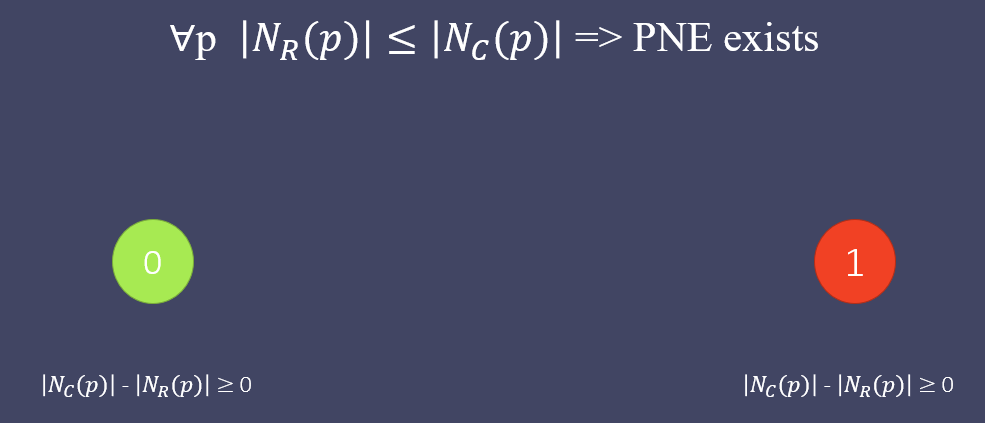 ∀p |N_R(p)| ≤ |N_C(p)| => PNE exists
0
1
|N_C(p)| - |N_R(p)| ≥ 0
|N_C(p)| - |N_R(p)| ≥ 0